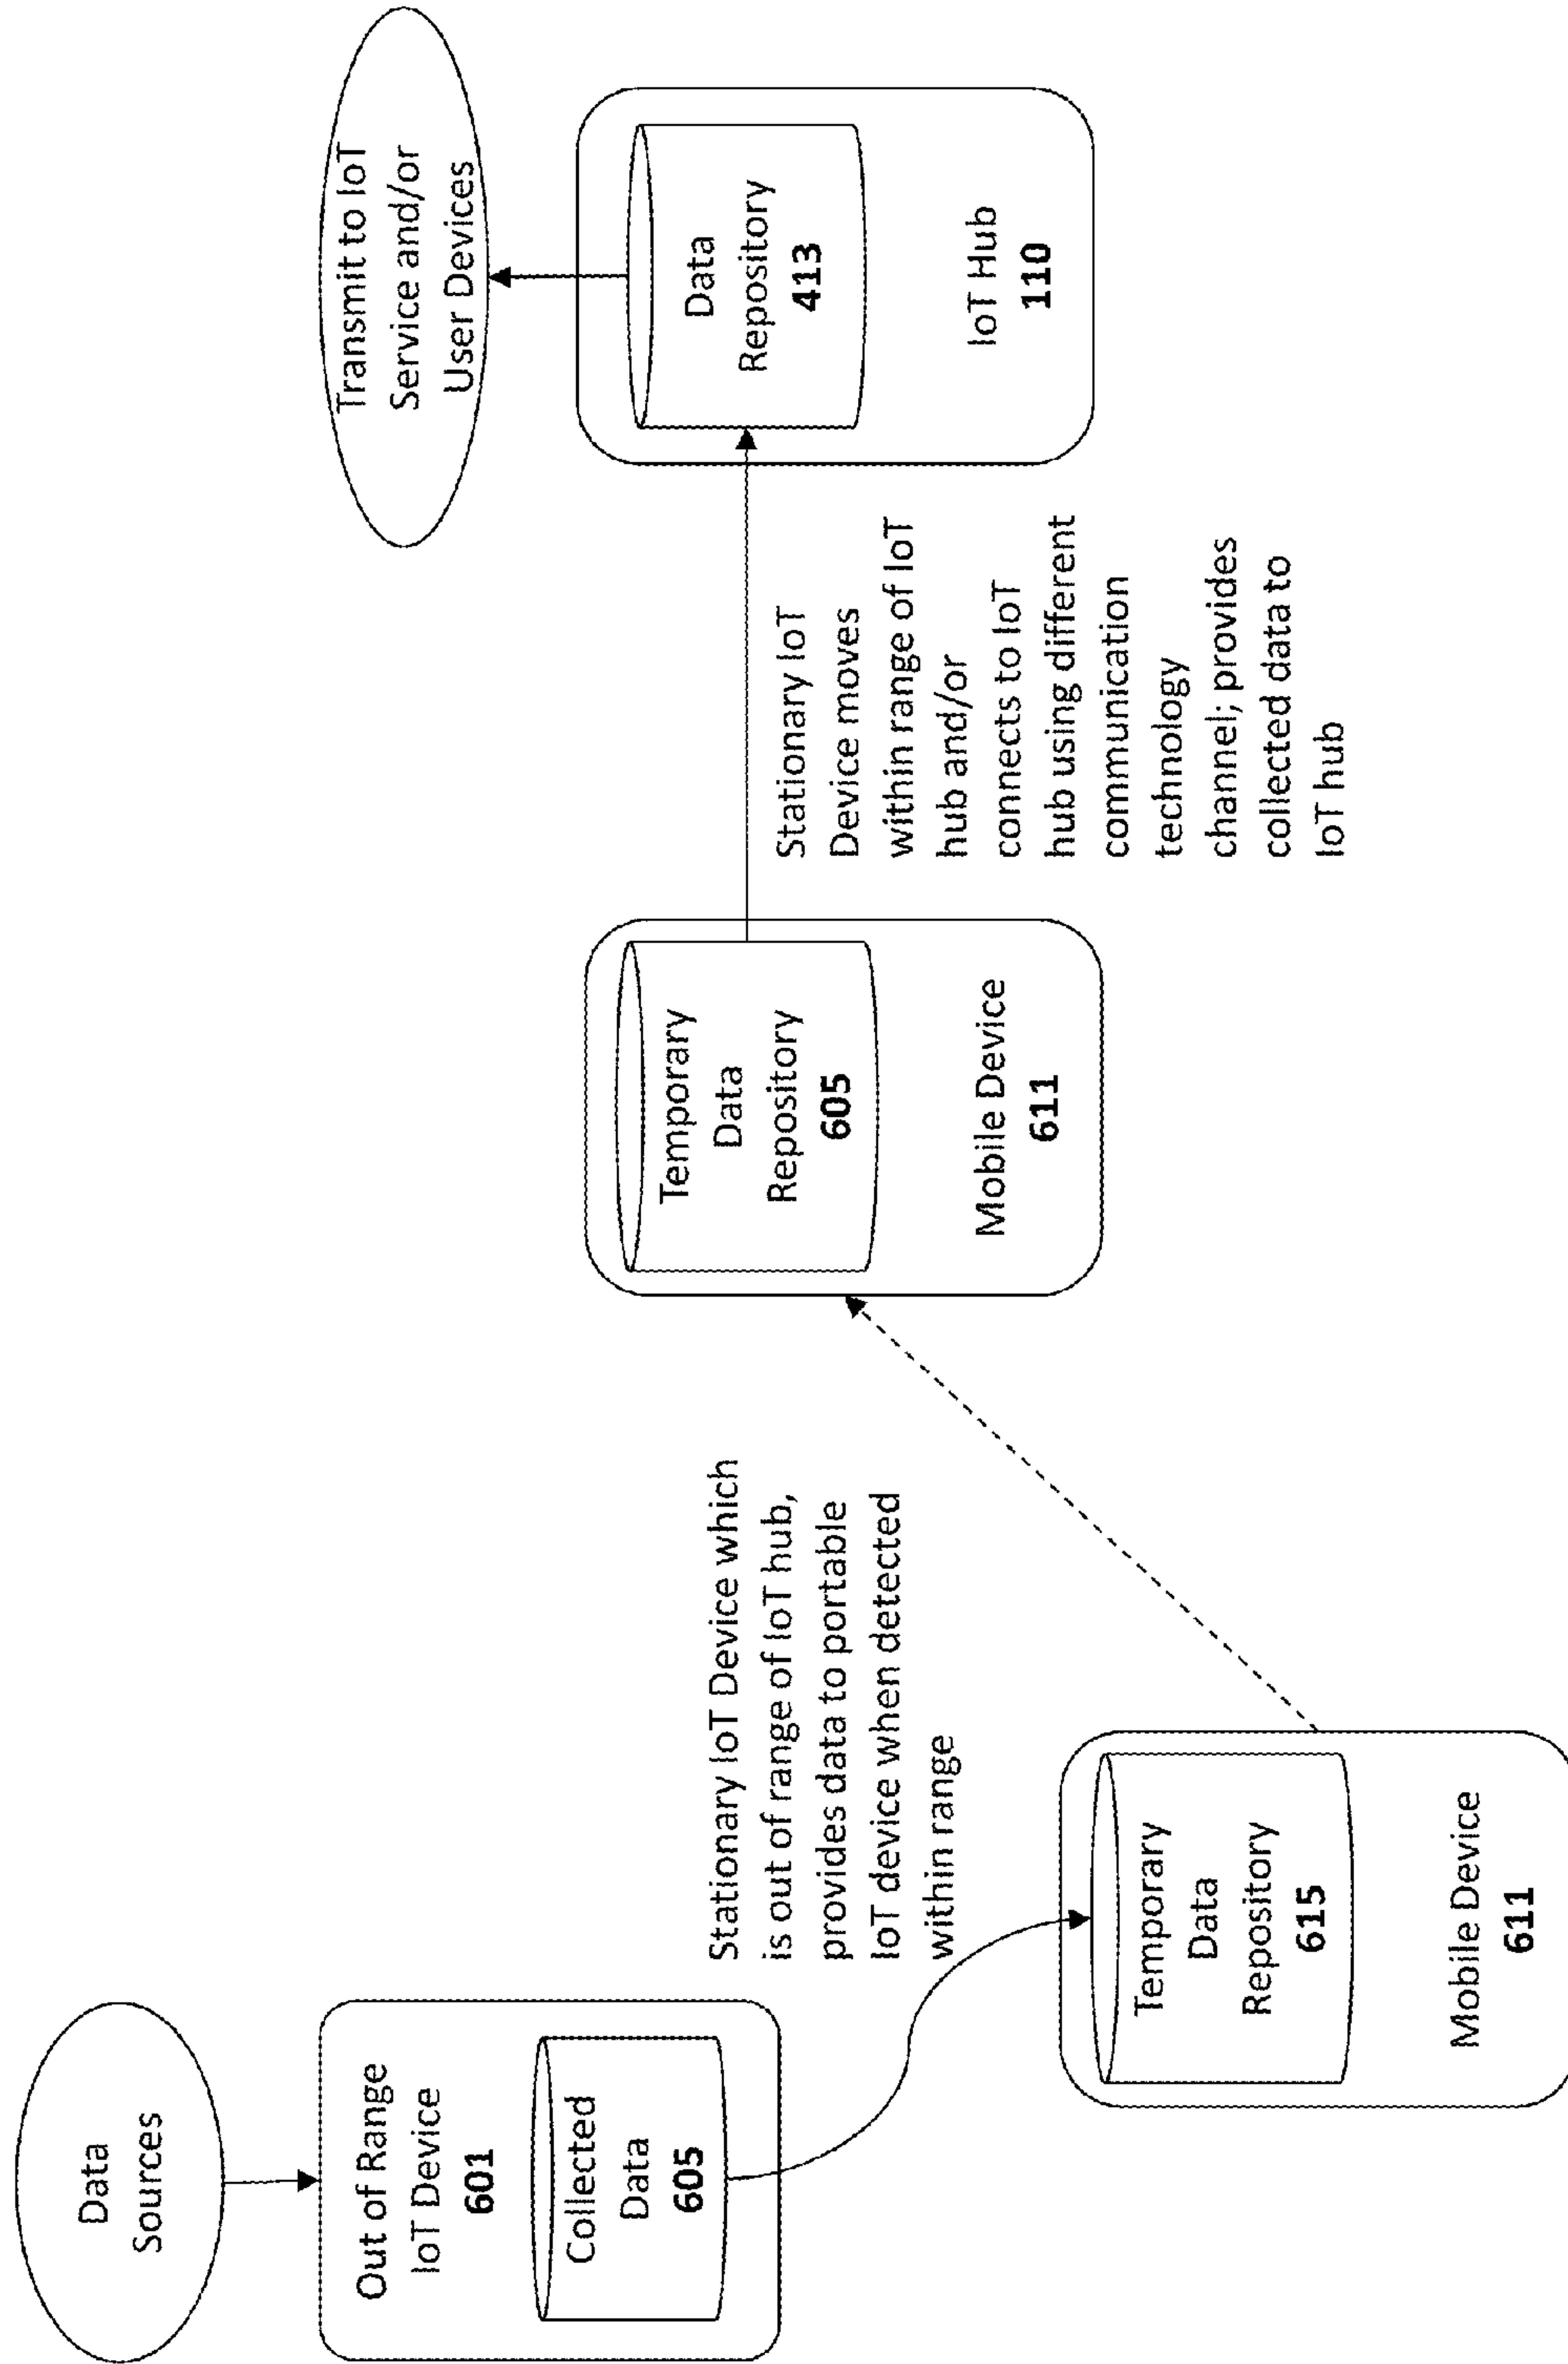 Data
Sources
Out of Range
IoT Device
601
Collected
Data
605
Stationary IoT Device which
is out of range of IoT hub,
provides data to portable
IoT device when detected
within range
Temporary
Data
Repository
615
Mobile Device
611
Temporary
Data
Repository
605
Mobile Device
611
Stationary IoT
Device moves
within range of IoT
hub and/or
connects to IoT
hub using different
communication
technology
channel; provides
collected data to
IoT hub
Transmit to IoT
Service and/or
User Devices
Data
Repository
413
IoT Hub
110